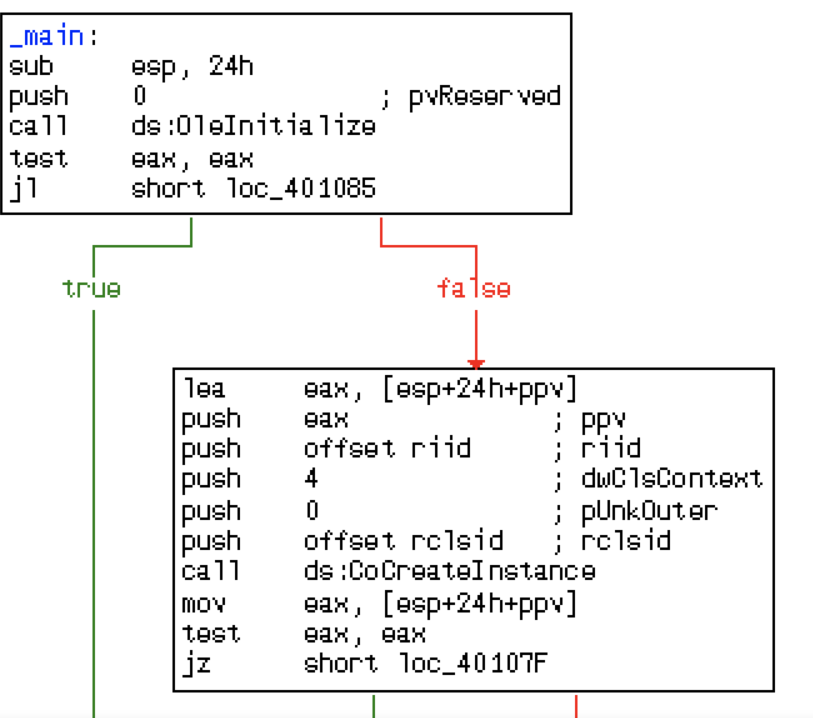 _main:
sub esp, 24h
push 0 ; pvReserved
call ds:OleInitialize
test eax, eax
jl short loc_401085
true false
lea eax, [esp+24h+ppv]
push eax ; ppv
push offset riid ; riid
push 4 ; dwClsContext
push 0 ; pUnkOuter
push offset rclsid ; rclsid
call ds:CoCreateInstance
mov eax, [esp+24h+ppv]
test eax, eax
jz short loc_40107F